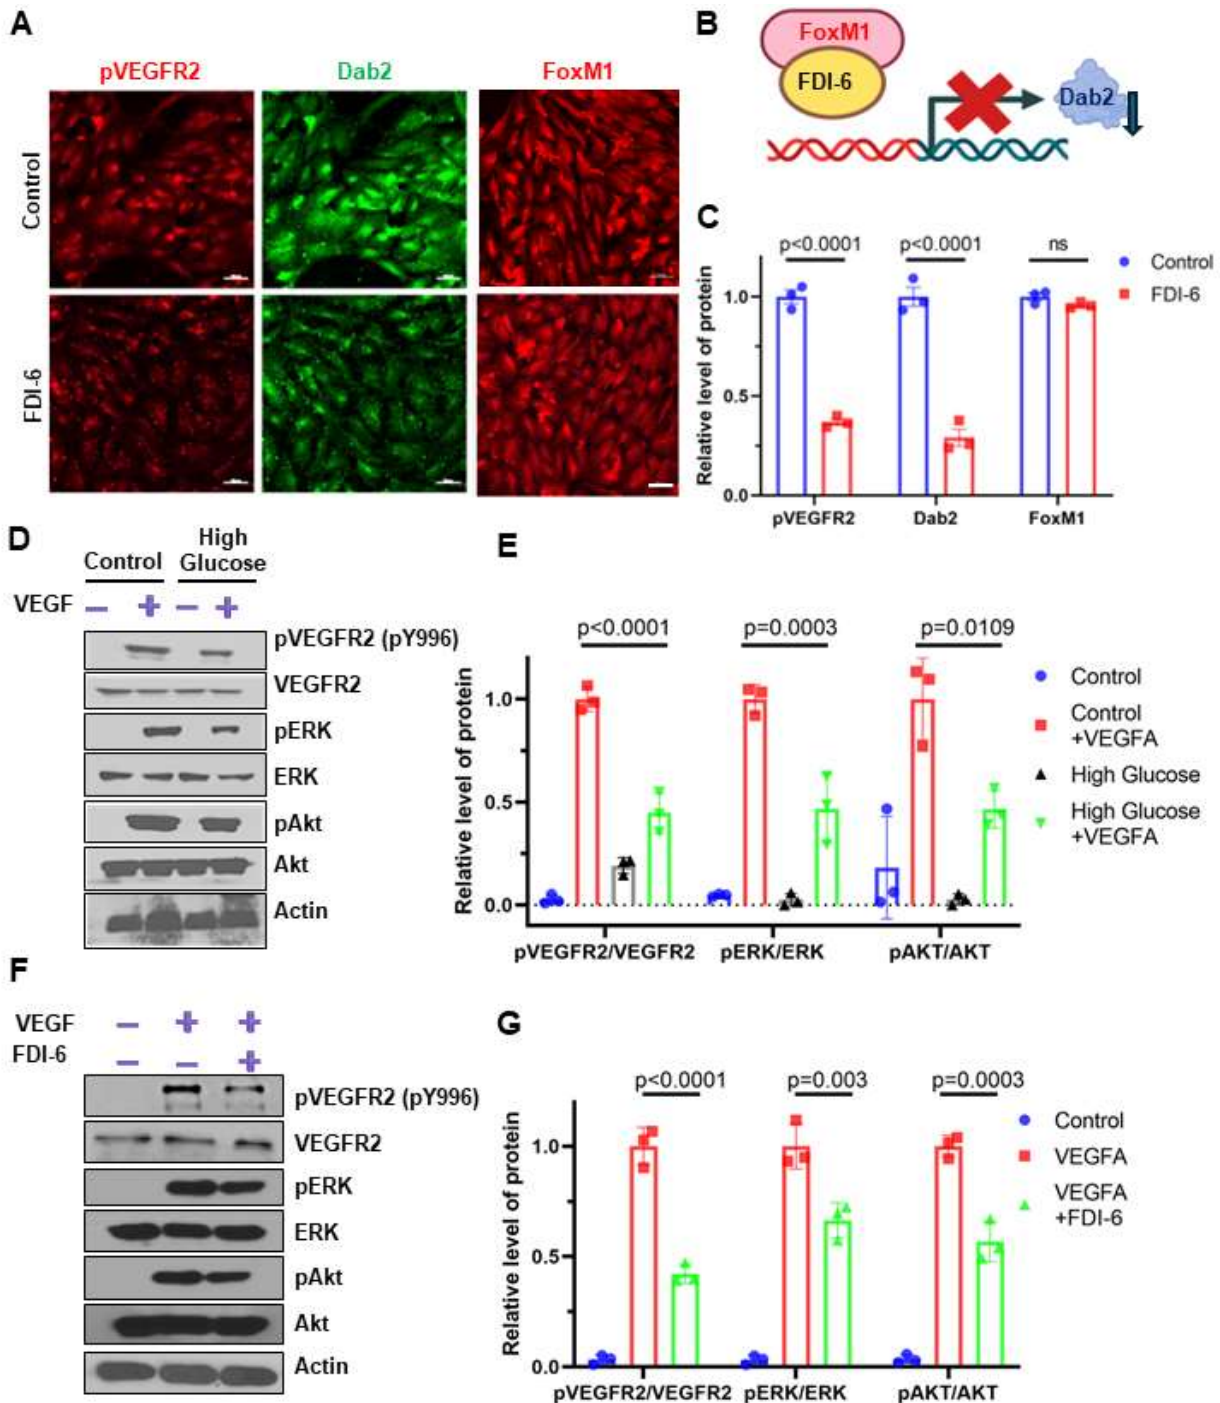 A
pVEGFR2
Dab2
FoxM1
Control
FDI-6
B
FoxM1
FDI-6
Dab2
C
p<0.0001
p<0.0001
ns
Control
FDI-6
Relative level of protein
1.0
0.5
0.0
pVEGFR2
Dab2
FoxM1
D
Control
High
Glucose
VEGF − + − +
pVEGFR2 (pY996)
VEGFR2
pERK
ERK
pAkt
Akt
Actin
E
p<0.0001
p=0.0003
p=0.0109
Relative level of protein
1.0
0.5
0.0
pVEGFR2/VEGFR2
pERK/ERK
pAKT/AKT
Control
Control
+VEGFA
High Glucose
High Glucose
+VEGFA
F
VEGF − + +
FDI-6 − − +
pVEGFR2 (pY996)
VEGFR2
pERK
ERK
pAkt
Akt
Actin
G
p<0.0001
p=0.003
p=0.0003
Relative level of protein
1.0
0.5
0.0
pVEGFR2/VEGFR2
pERK/ERK
pAKT/AKT
Control
VEGFA
VEGFA
+FDI-6